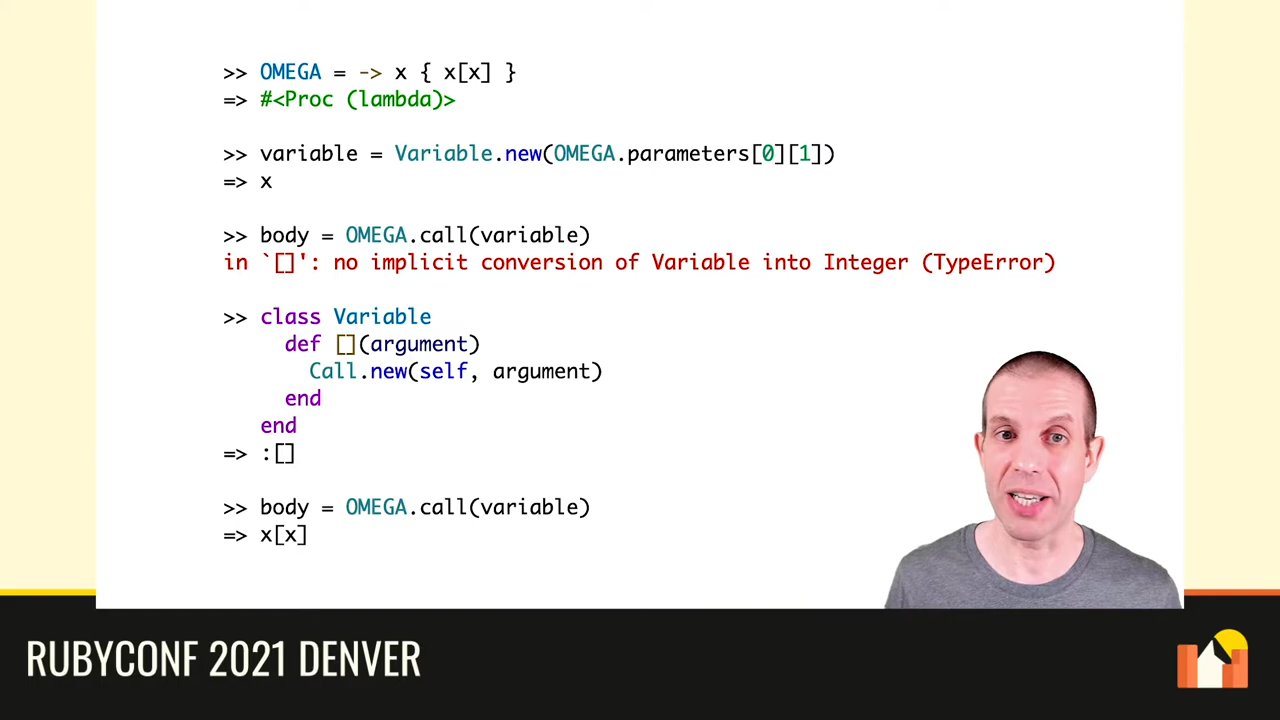 >> OMEGA = -> x { x[x] }
=> #<Proc (lambda)>
>> variable = Variable.new(OMEGA.parameters[0][1])
=> x
>> body = OMEGA.call(variable)
in `[]': no implicit conversion of Variable into Integer (TypeError)
>> class Variable
def [](argument)
Call.new(self, argument)
end
end
=> :[]
>> body = OMEGA.call(variable)
=> x[x]
RUBYCONF 2021 DENVER